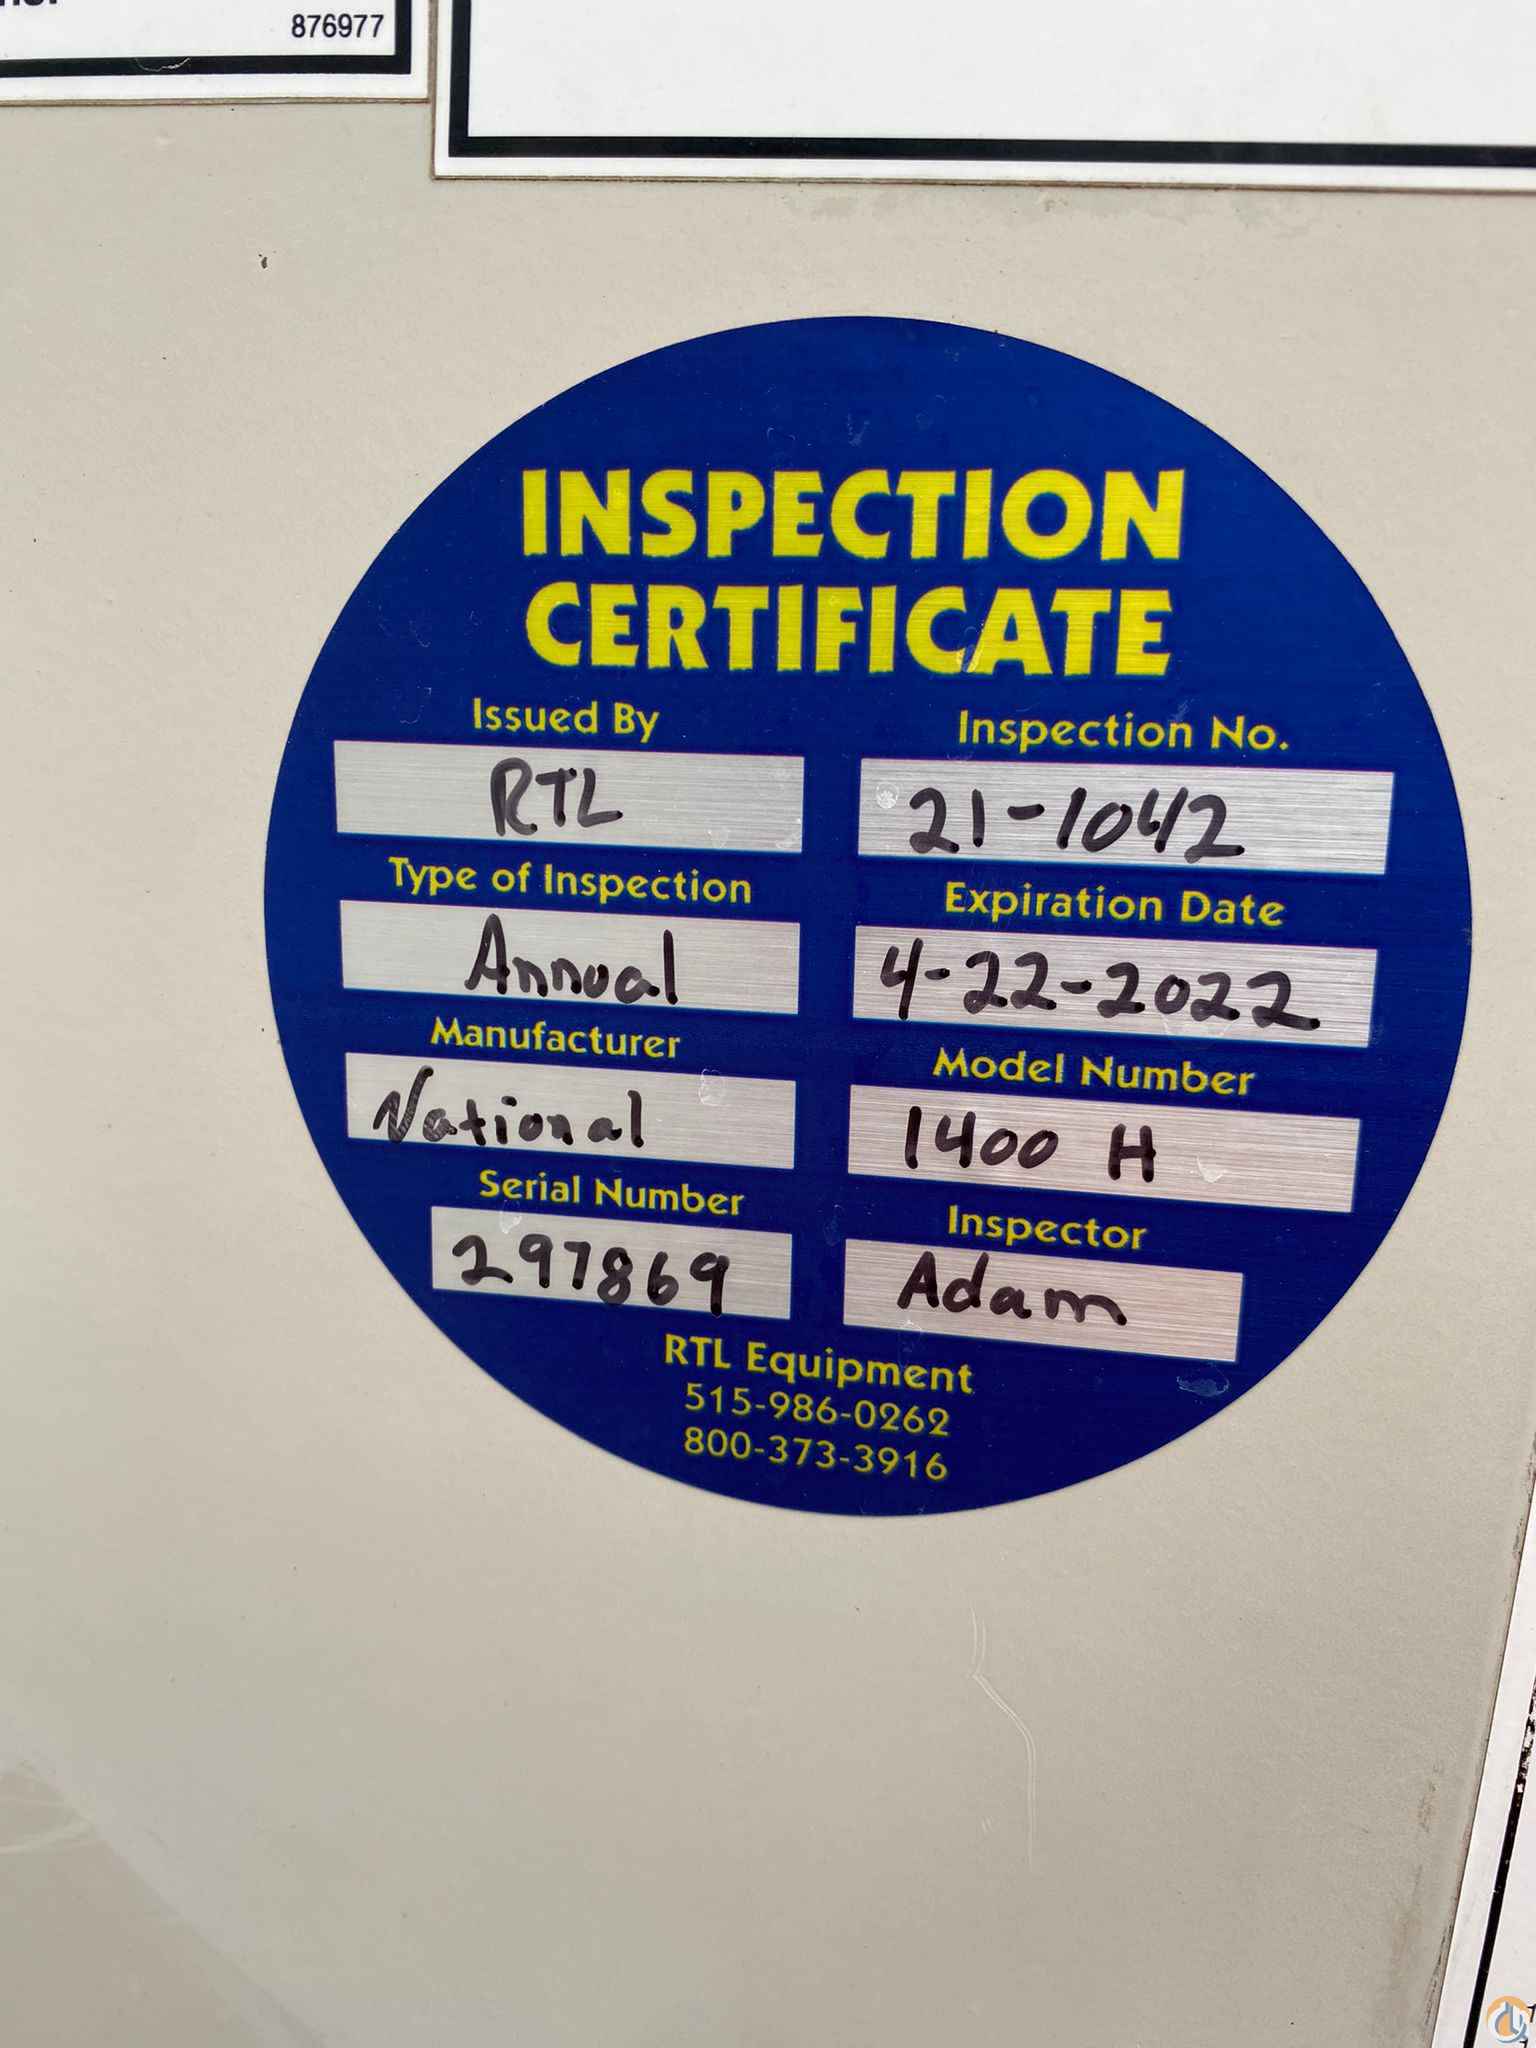 876977
INSPECTION
CERTIFICATE
Issued By
RTL
Inspection No.
21-1042
Type of Inspection
Annual
Expiration Date
4-22-2022
Manufacturer
National
Model Number
1400 H
Serial Number
297869
Inspector
Adam
RTL Equipment
515-986-0262
800-373-3916